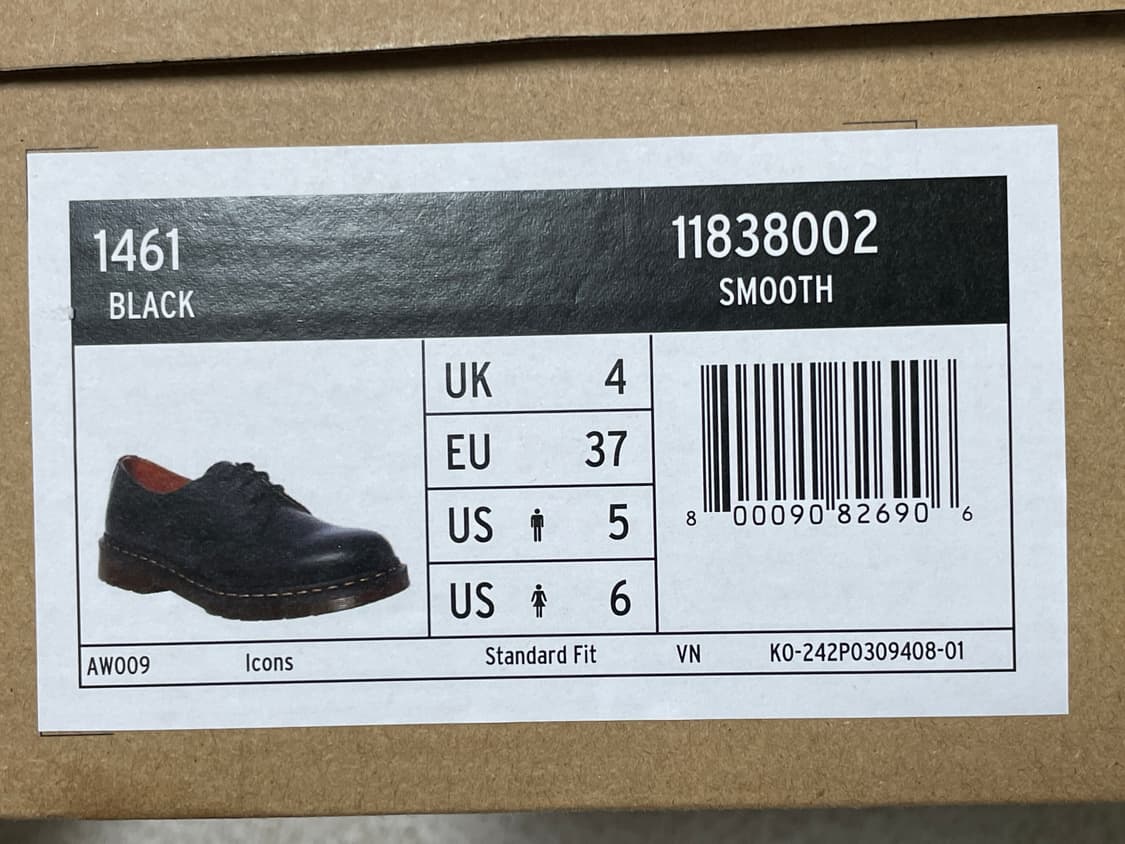 1461
BLACK
11838002
SMOOTH
UK 4
EU 37
US 5
US 6
8 00090 82690 6
AW009 Icons Standard Fit VN KO-242P0309408-01